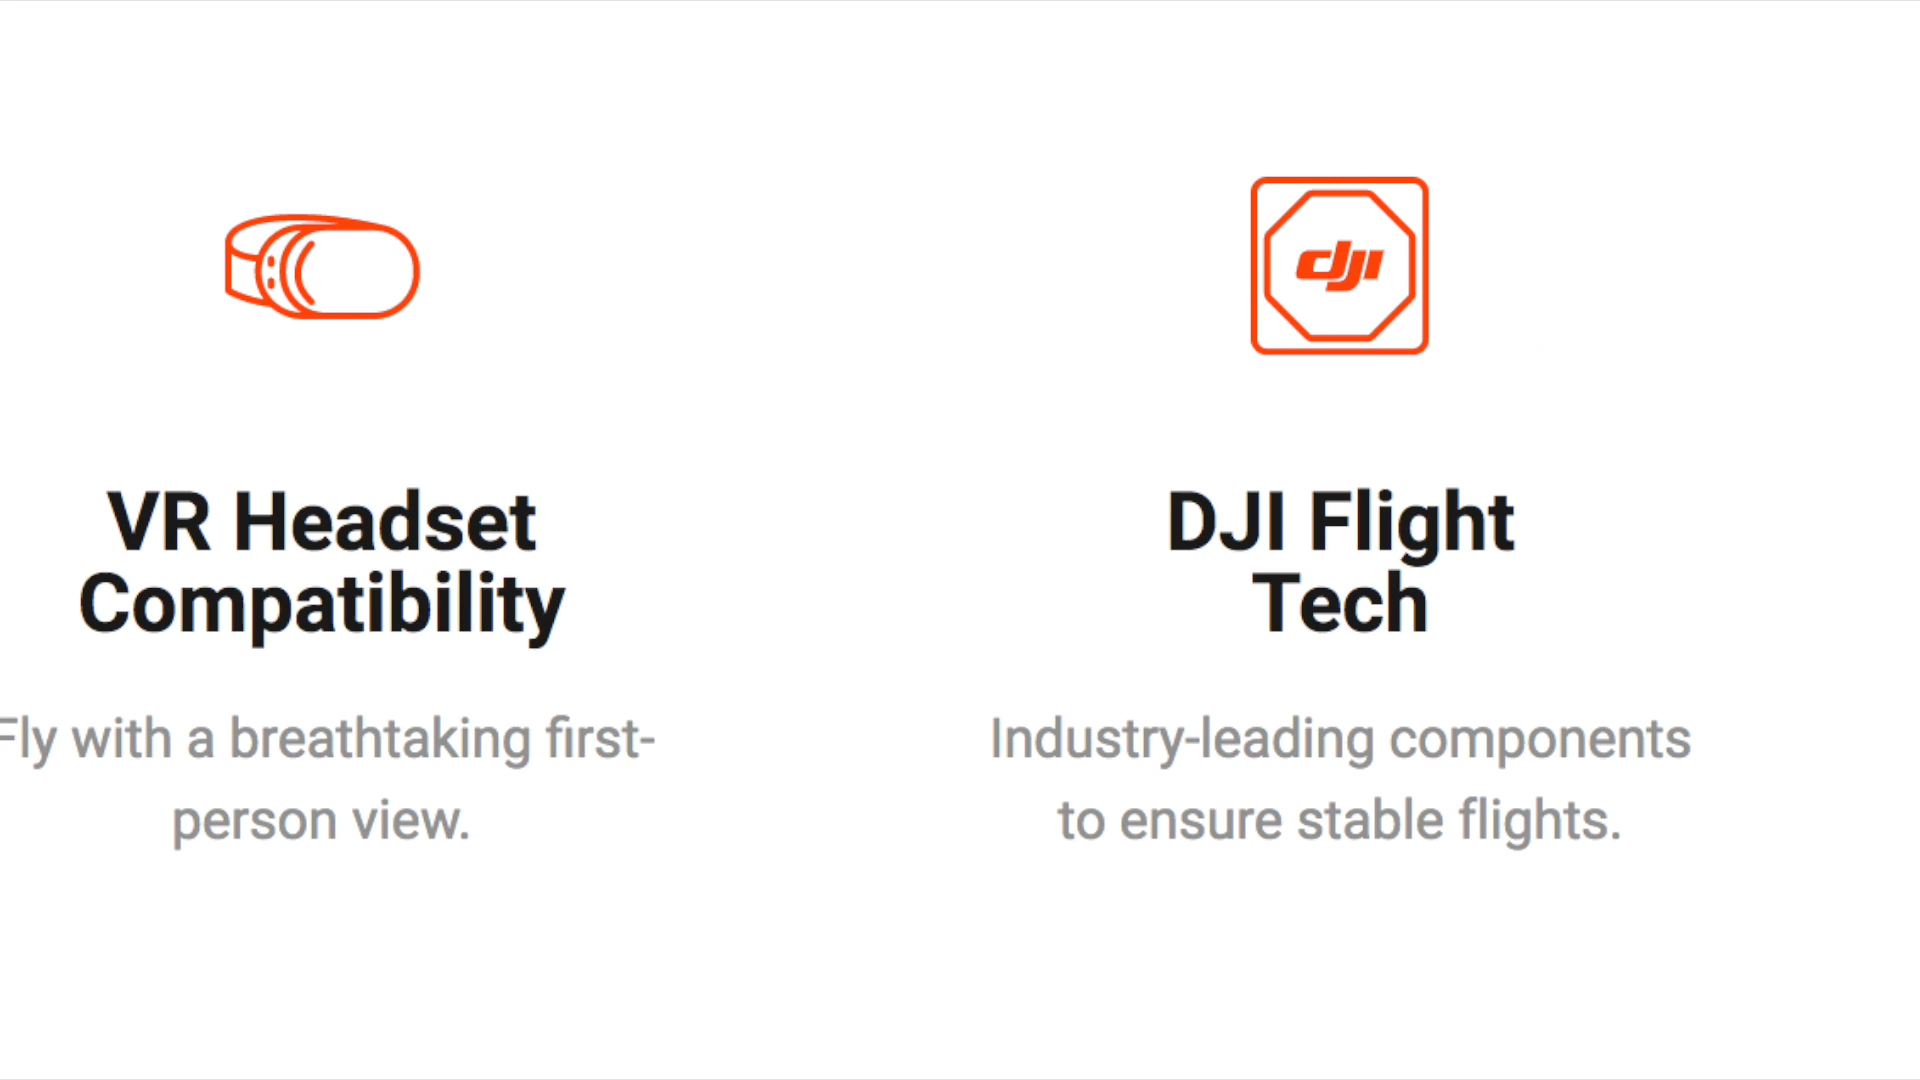 dji
VR Headset
Compatibility
Fly with a breathtaking first-
person view.
DJI Flight
Tech
Industry-leading components
to ensure stable flights.